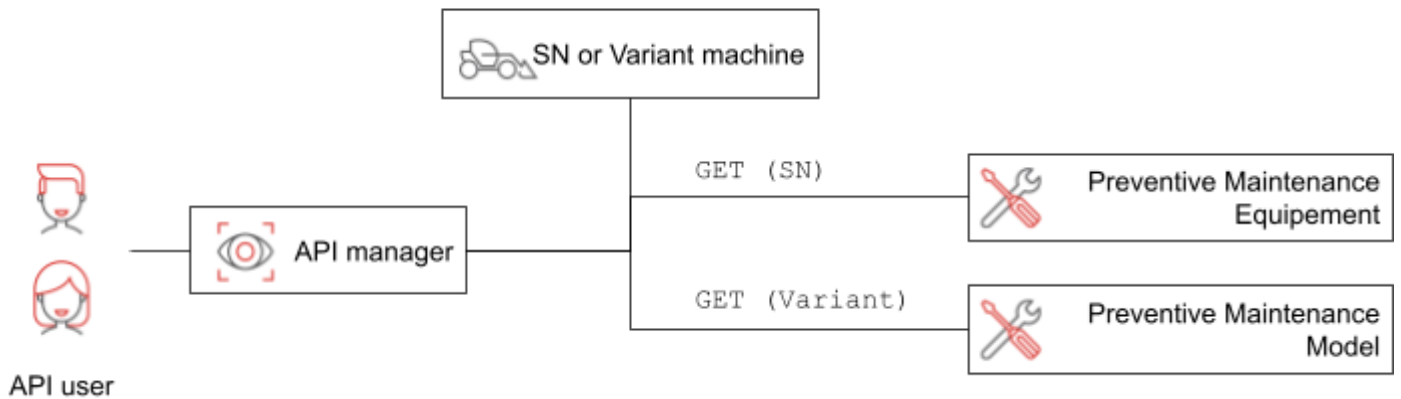 SN or Variant machine
GET (SN)
Preventive Maintenance
Equipement
API manager
GET (Variant)
Preventive Maintenance
Model
API user